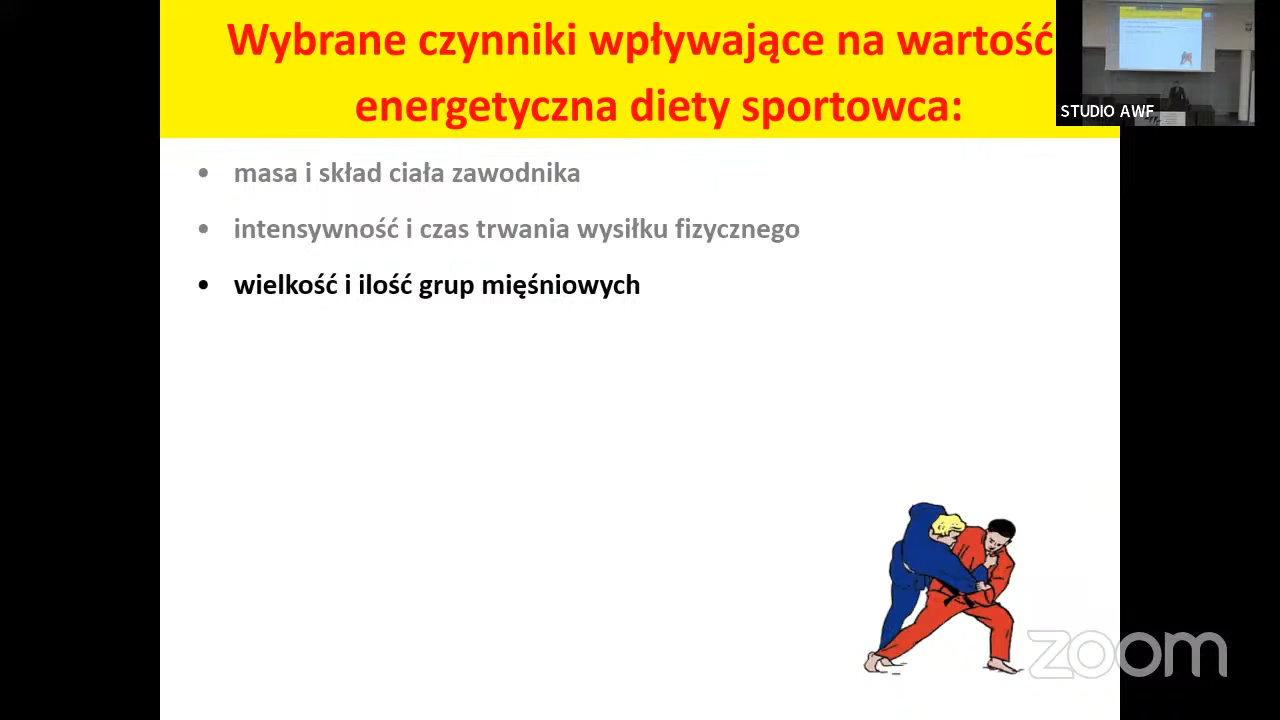 Wybrane czynniki wpływające na wartość
energetyczna diety sportowca:
STUDIO AWF
• masa i skład ciała zawodnika
• intensywność i czas trwania wysiłku fizycznego
• wielkość i ilość grup mięśniowych
zoom